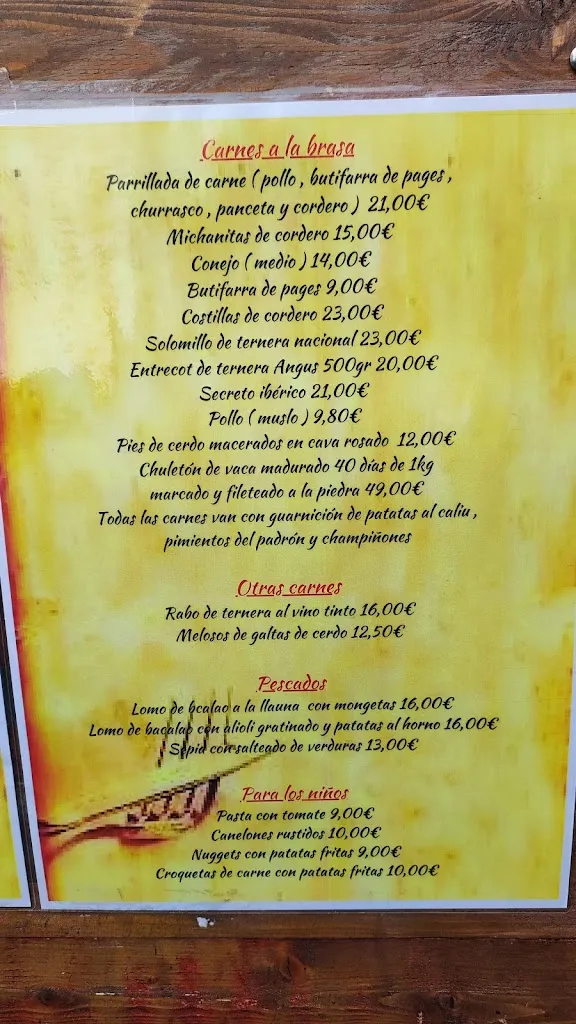 Carnes a la brasa
Parrillada de carne ( pollo , butifarra de pages ,
churrasco , panceta y cordero ) 21,00€
Michanitas de cordero 15,00€
Conejo ( medio ) 14,00€
Butifarra de pages 9,00€
Costillas de cordero 23,00€
Solomillo de ternera nacional 23,00€
Entrecot de ternera Angus 500gr 20,00€
Secreto ibérico 21,00€
Pollo ( muslo ) 9,80€
Pies de cerdo macerados en cava rosado 12,00€
Chuletón de vaca madurado 40 días de 1kg
marcado y fileteado a la piedra 49,00€
Todas las carnes van con guarnición de patatas al caliu ,
pimientos del padrón y champiñones
Otras carnes
Rabo de ternera al vino tinto 16,00€
Melosos de galtas de cerdo 12,50€
Pescados
Lomo de bcalao a la llauna con mongetas 16,00€
Lomo de bacalao con alioli gratinado y patatas al horno 16,00€
Sepia con salteado de verduras 13,00€
Para los niños
Pasta con tomate 9,00€
Canelones rustidos 10,00€
Nuggets con patatas fritas 9,00€
Croquetas de carne con patatas fritas 10,00€